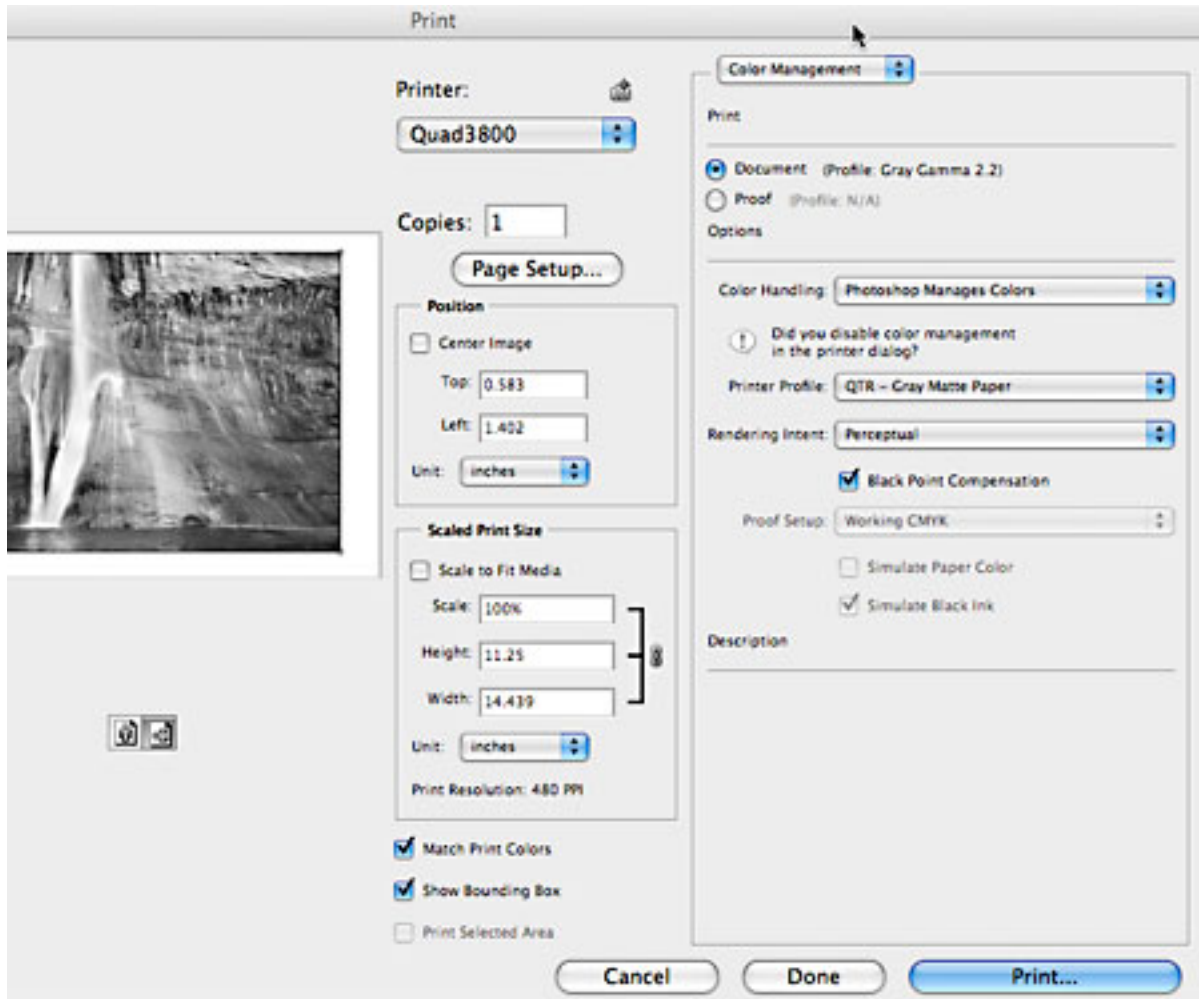 Print
Printer:
Quad3800
Copies: 1
Page Setup...
Position
Center Image
Top: 0.583
Left: 1.402
Unit: inches
Scaled Print Size
Scale to Fit Media
Scale: 100%
Height: 11.25
Width: 14.439
Unit: inches
Print Resolution: 480 PPI
Match Print Colors
Show Bounding Box
Print Selected Area
Color Management
Print
Document (Profile: Gray Gamma 2.2)
Proof (Profile: N/A)
Options
Color Handling: Photoshop Manages Colors
Did you disable color management
in the printer dialog?
Printer Profile: QTR - Gray Matte Paper
Rendering Intent: Perceptual
Black Point Compensation
Proof Setup: Working CMYK
Simulate Paper Color
Simulate Black Ink
Description
Cancel
Done
Print...